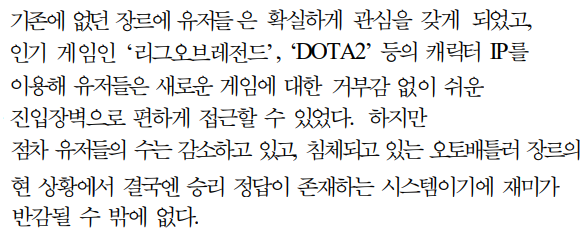 기존에 없던 장르에 유저들은 확실하게 관심을 갖게 되었고,
인기 게임인 ‘리그오브레전드’, ‘DOTA2’ 등의 캐릭터 IP를
이용해 유저들은 새로운 게임에 대한 거부감 없이 쉬운
진입장벽으로 편하게 접근할 수 있었다. 하지만
점차 유저들의 수는 감소하고 있고, 침체되고 있는 오토배틀러 장르의
현 상황에서 결국엔 승리 정답이 존재하는 시스템이기에 재미가
반감될 수 밖에 없다.